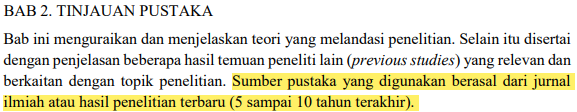 BAB 2. TINJAUAN PUSTAKA
Bab ini menguraikan dan menjelaskan teori yang melandasi penelitian. Selain itu disertai
dengan penjelasan beberapa hasil temuan peneliti lain (previous studies) yang relevan dan
berkaitan dengan topik penelitian. Sumber pustaka yang digunakan berasal dari jurnal
ilmiah atau hasil penelitian terbaru (5 sampai 10 tahun terakhir).